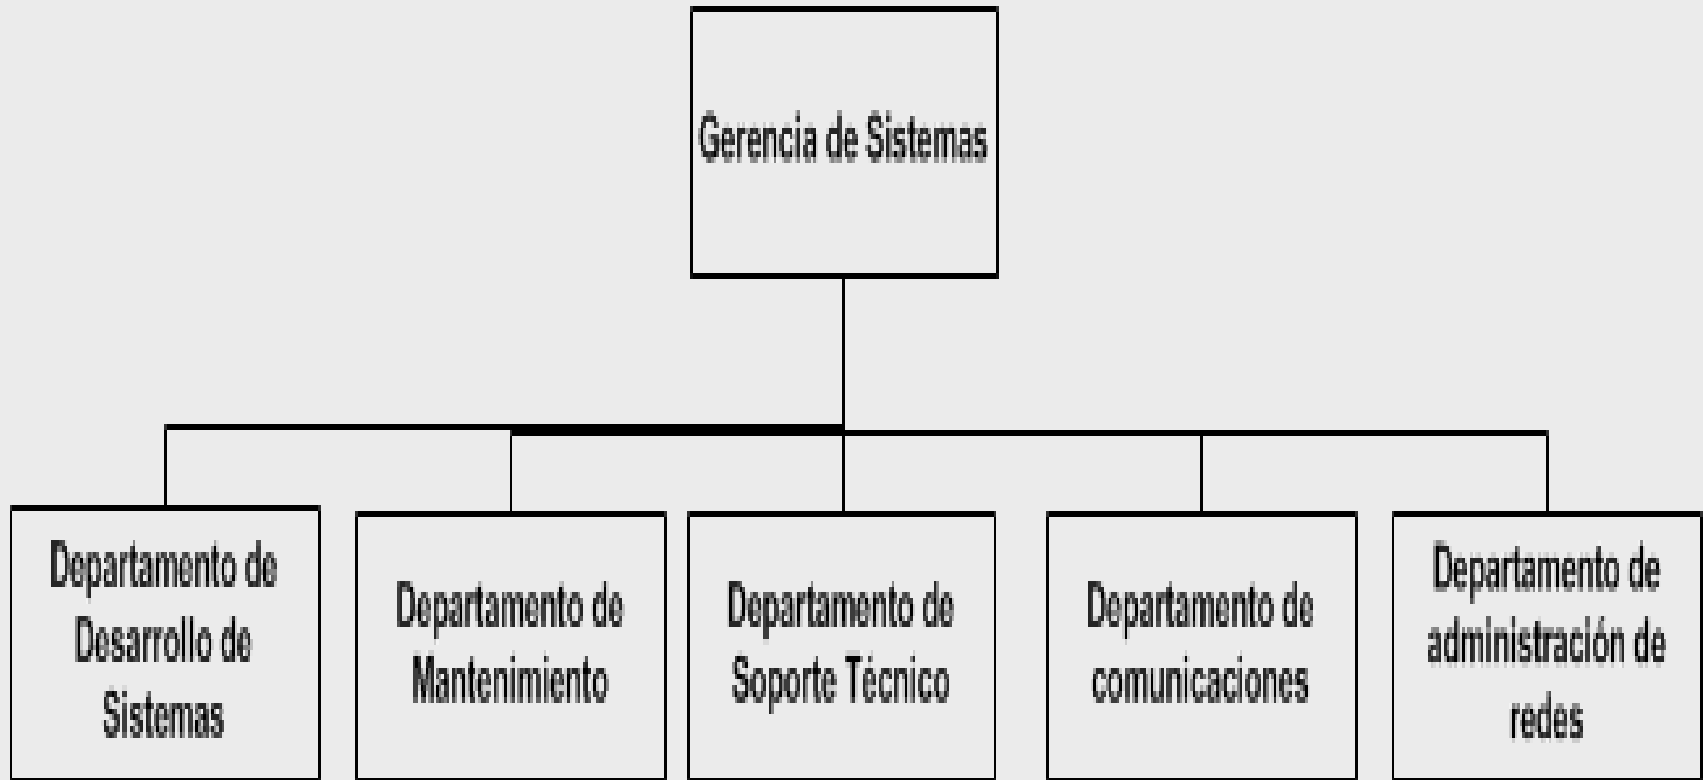 Gerencia de Sistemas
Departamento de
Desarrollo de
Sistemas
Departamento de
Mantenimiento
Departamento de
Soporte Técnico
Departamento de
comunicaciones
Departamento de
administración de
redes